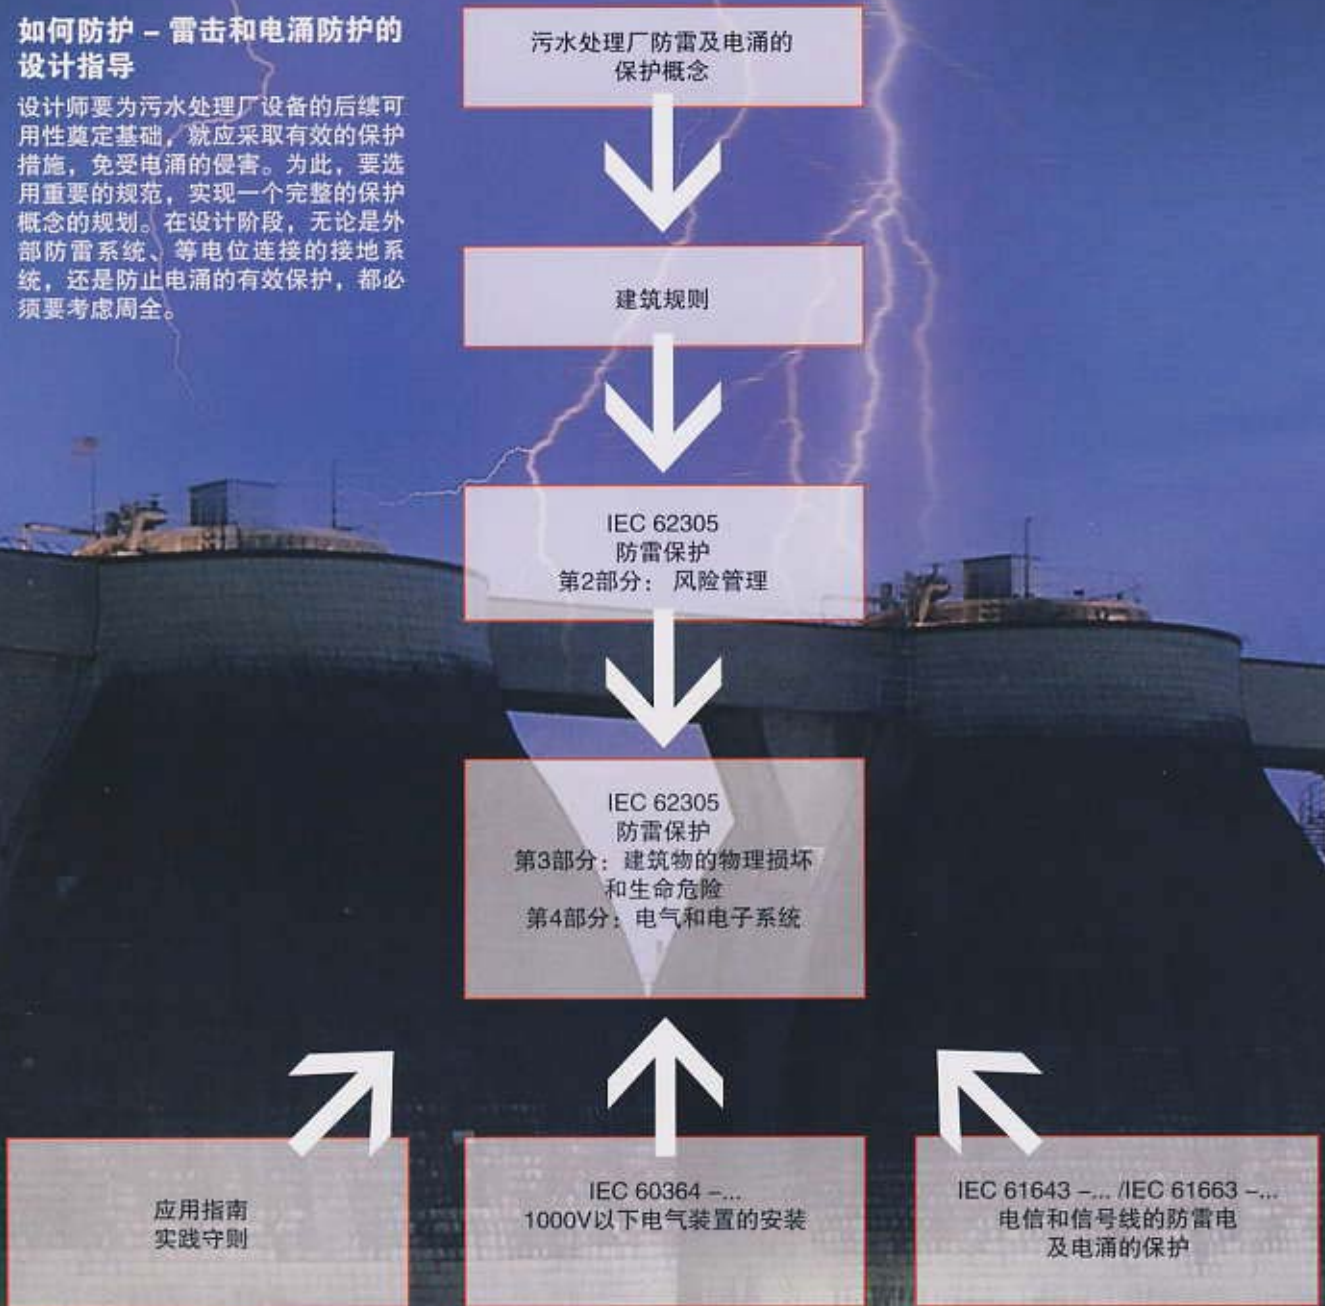 如何防护 – 雷击和电涌防护的
设计指导
设计师要为污水处理厂设备的后续可
用性奠定基础，就应采取有效的保护
措施，免受电涌的侵害。为此，要选
用重要的规范，实现一个完整的保护
概念的规划。在设计阶段，无论是外
部防雷系统、等电位连接的接地系
统，还是防止电涌的有效保护，都必
须要考虑周全。
污水处理厂防雷及电涌的
保护概念
建筑规则
IEC 62305
防雷保护
第2部分： 风险管理
IEC 62305
防雷保护
第3部分：建筑物的物理损坏
和生命危险
第4部分：电气和电子系统
应用指南
实践守则
IEC 60364 –...
1000V以下电气装置的安装
IEC 61643 –... /IEC 61663 –...
电信和信号线的防雷电
及电涌的保护